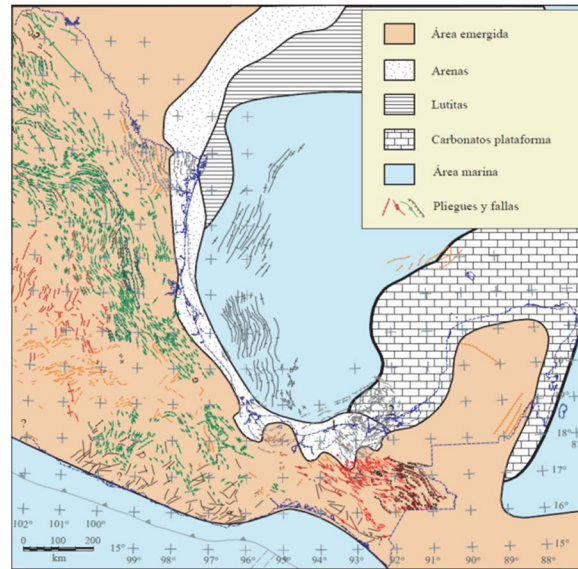 Área emergida
Arenas
Lutitas
Carbonatos plataforma
Área marina
Pliegues y fallas
?
?
18°
17°
16°
15°
102° 101° 100°
0 100 200
km
15°
99° 98° 97° 96° 95° 94° 93° 92° 91° 90° 89° 88°